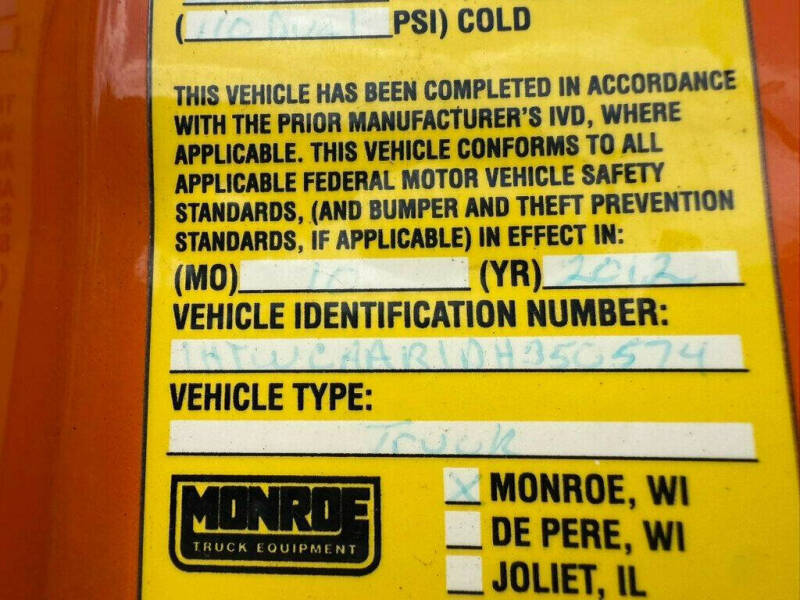 (110 Dual PSI) COLD
THIS VEHICLE HAS BEEN COMPLETED IN ACCORDANCE
WITH THE PRIOR MANUFACTURER'S IVD, WHERE
APPLICABLE. THIS VEHICLE CONFORMS TO ALL
APPLICABLE FEDERAL MOTOR VEHICLE SAFETY
STANDARDS, (AND BUMPER AND THEFT PREVENTION
STANDARDS, IF APPLICABLE) IN EFFECT IN:
(MO) 10 (YR) 2012
VEHICLE IDENTIFICATION NUMBER:
1HTWCAAR1DH350574
VEHICLE TYPE:
Truck
MONROE
TRUCK EQUIPMENT
X MONROE, WI
DE PERE, WI
JOLIET, IL